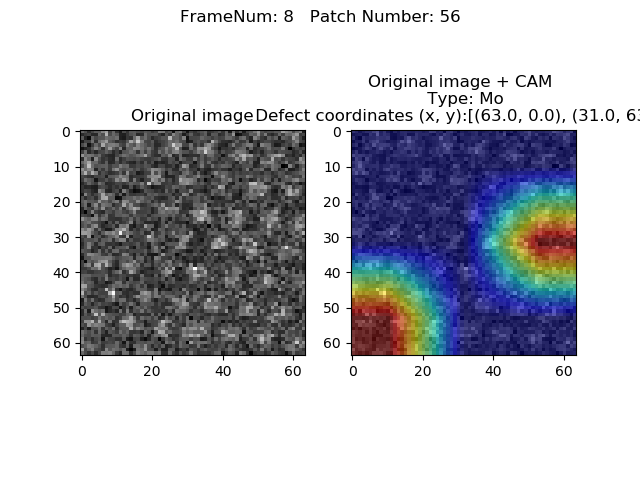 FrameNum: 8   Patch Number: 56
Original image + CAM
Type: Mo
Original image
Defect coordinates (x, y):[(63.0, 0.0), (31.0, 63
0
10
20
30
40
50
60
0 20 40 60
0
10
20
30
40
50
60
0 20 40 60